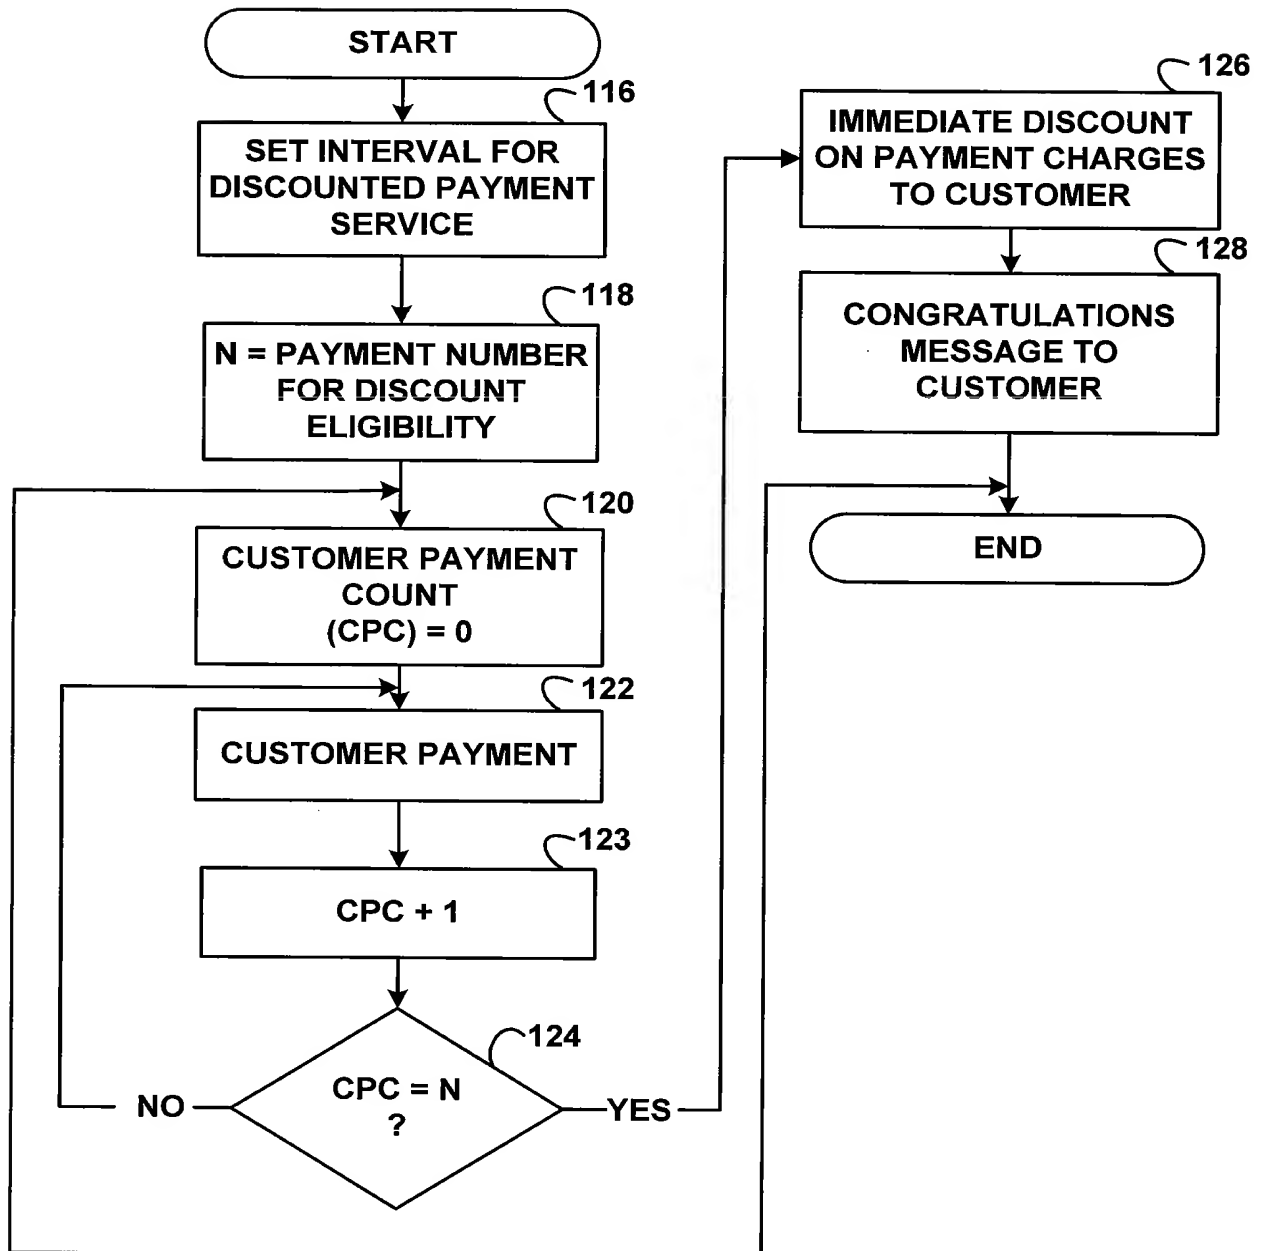 START
116
SET INTERVAL FOR
DISCOUNTED PAYMENT
SERVICE
118
N = PAYMENT NUMBER
FOR DISCOUNT
ELIGIBILITY
120
CUSTOMER PAYMENT
COUNT
(CPC) = 0
122
CUSTOMER PAYMENT
123
CPC + 1
124
CPC = N
?
NO
YES
126
IMMEDIATE DISCOUNT
ON PAYMENT CHARGES
TO CUSTOMER
128
CONGRATULATIONS
MESSAGE TO
CUSTOMER
END